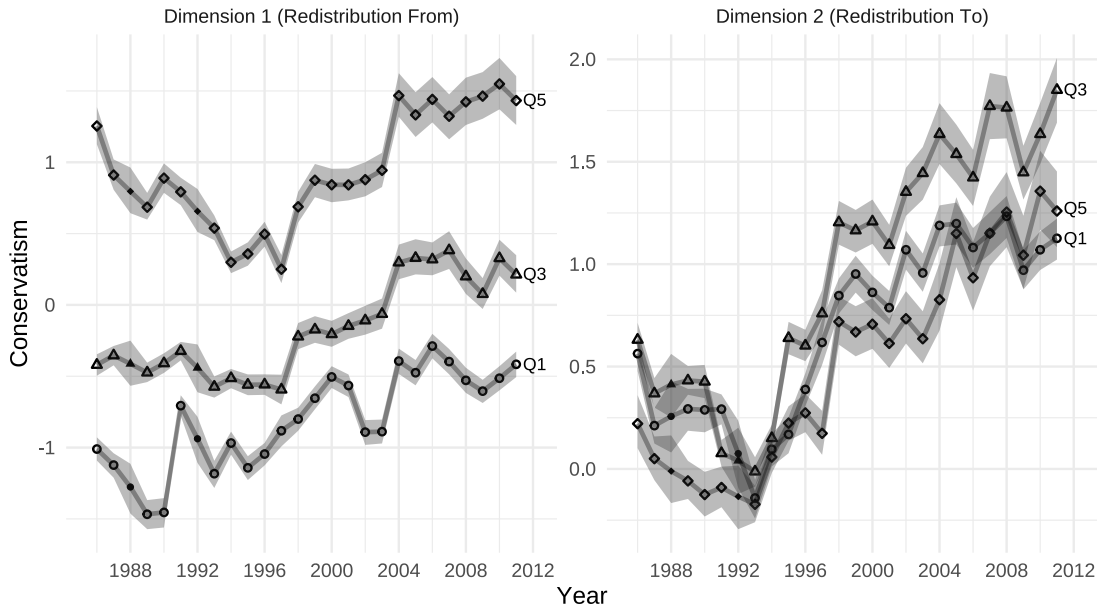 Dimension 1 (Redistribution From)
Dimension 2 (Redistribution To)
Conservatism
1
0
-1
Q5
Q3
Q1
1988 1992 1996 2000 2004 2008 2012
2.0
1.5
1.0
0.5
0.0
Q3
Q5
Q1
1988 1992 1996 2000 2004 2008 2012
Year